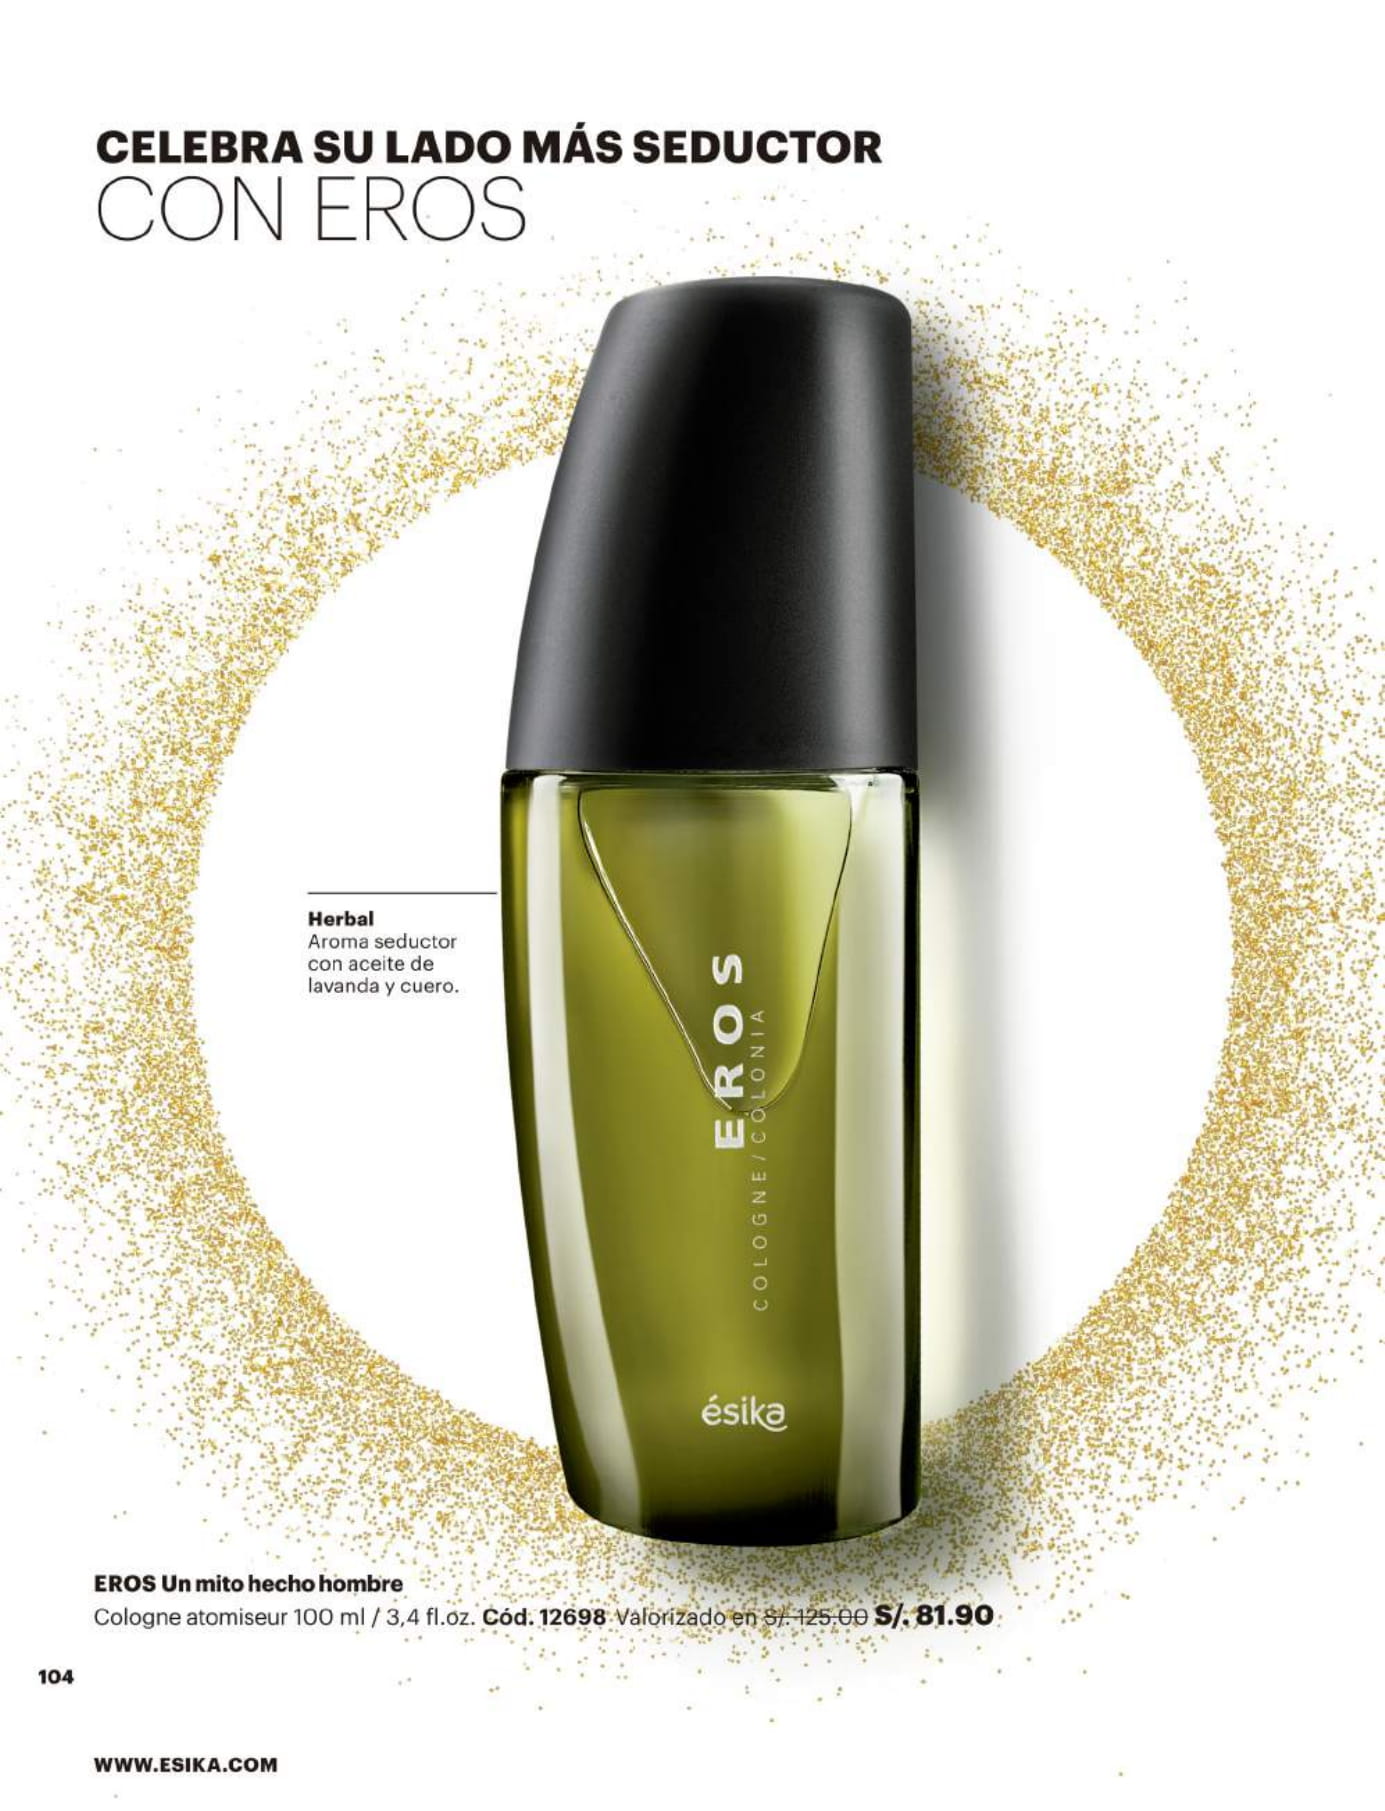 CELEBRA SU LADO MÁS SEDUCTOR
CON EROS
Herbal
Aroma seductor
con aceite de
lavanda y cuero.
EROS
COLOGNE / COLONIA
ésika
EROS Un mito hecho hombre
Cologne atomiseur 100 ml / 3,4 fl.oz. Cód. 12698 Valorizado en S/. 125.00 S/. 81.90
104
WWW.ESIKA.COM